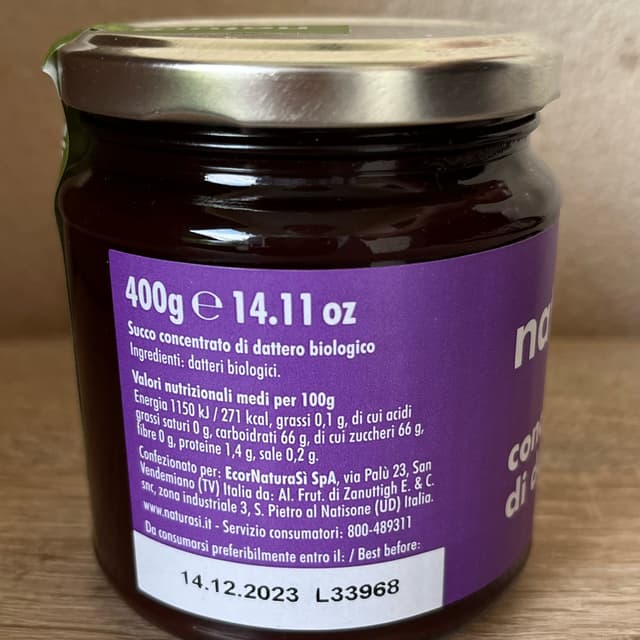 400g ℮ 14.11 oz
Succo concentrato di dattero biologico
Ingredienti: datteri biologici.
Valori nutrizionali medi per 100g
Energia 1150 kJ / 271 kcal, grassi 0,1 g, di cui acidi
grassi saturi 0 g, carboidrati 66 g, di cui zuccheri 66 g,
fibre 0 g, proteine 1,4 g, sale 0,2 g.
Confezionato per: EcorNaturaSì SpA, via Palù 23, San
Vendemiano (TV) Italia da: Al. Frut. di Zanuttigh E. & C.
snc, zona industriale 3, S. Pietro al Natisone (UD) Italia.
www.naturasi.it - Servizio consumatori: 800-489311
Da consumarsi preferibilmente entro il: / Best before:
14.12.2023 L33968
di